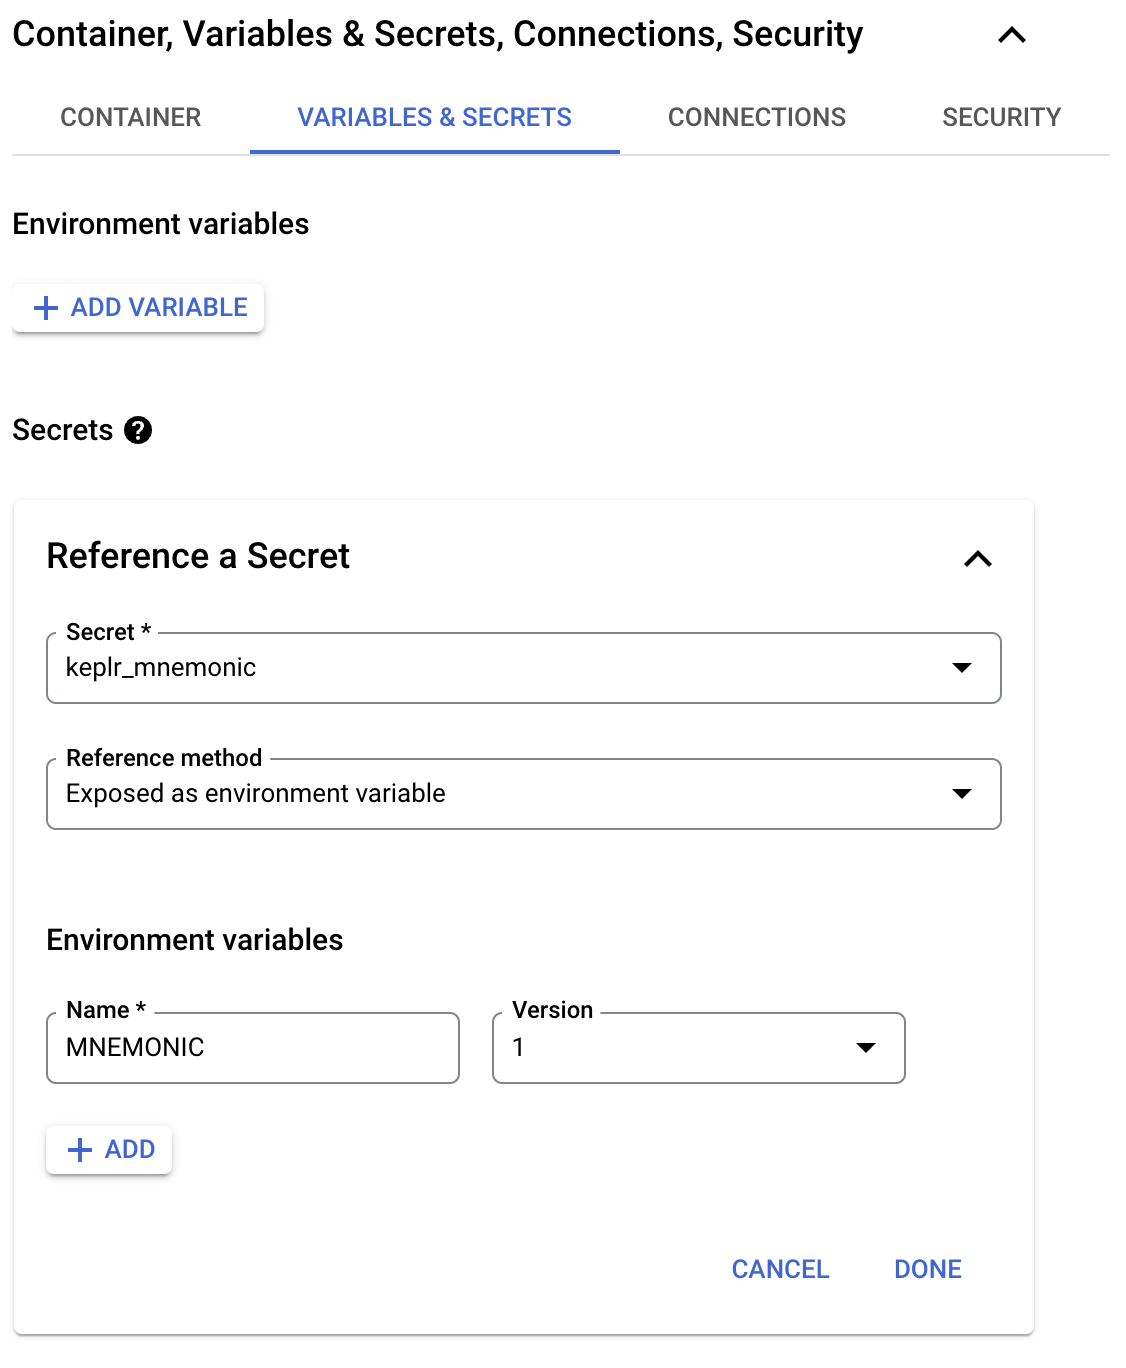 Container, Variables & Secrets, Connections, Security
CONTAINER VARIABLES & SECRETS CONNECTIONS SECURITY
Environment variables
ADD VARIABLE
Secrets ?
Reference a Secret
Secret *
keplr_mnemonic
Reference method
Exposed as environment variable
Environment variables
Name * Version
MNEMONIC 1
ADD
CANCEL DONE